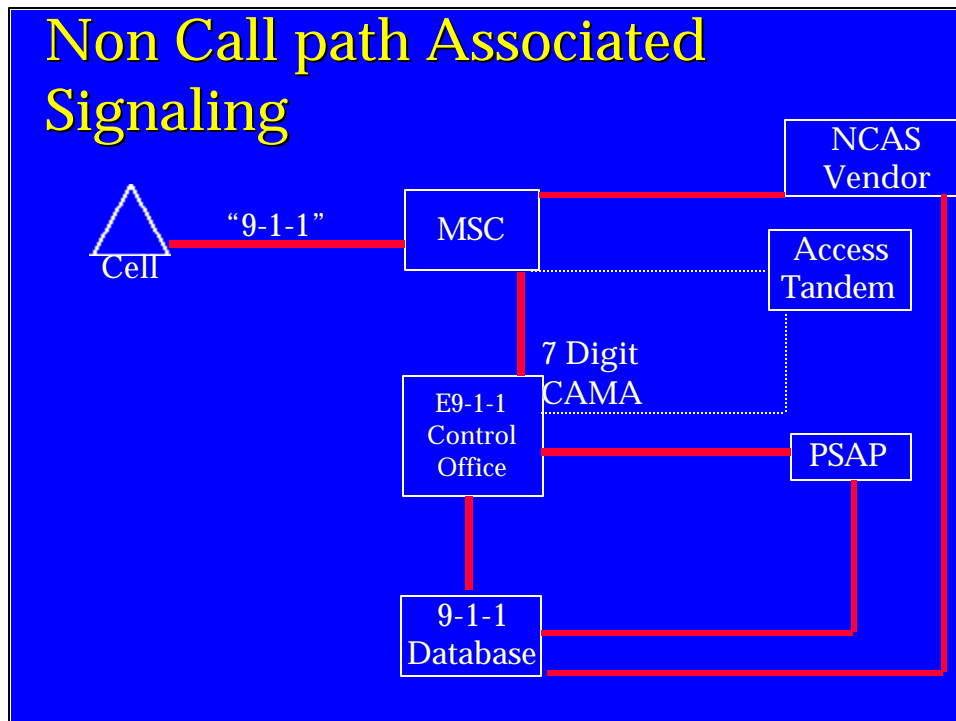 Non Call path Associated
Signaling
NCAS
Vendor
“9-1-1”
MSC
Cell
Access
Tandem
7 Digit
CAMA
E9-1-1
Control
Office
PSAP
9-1-1
Database